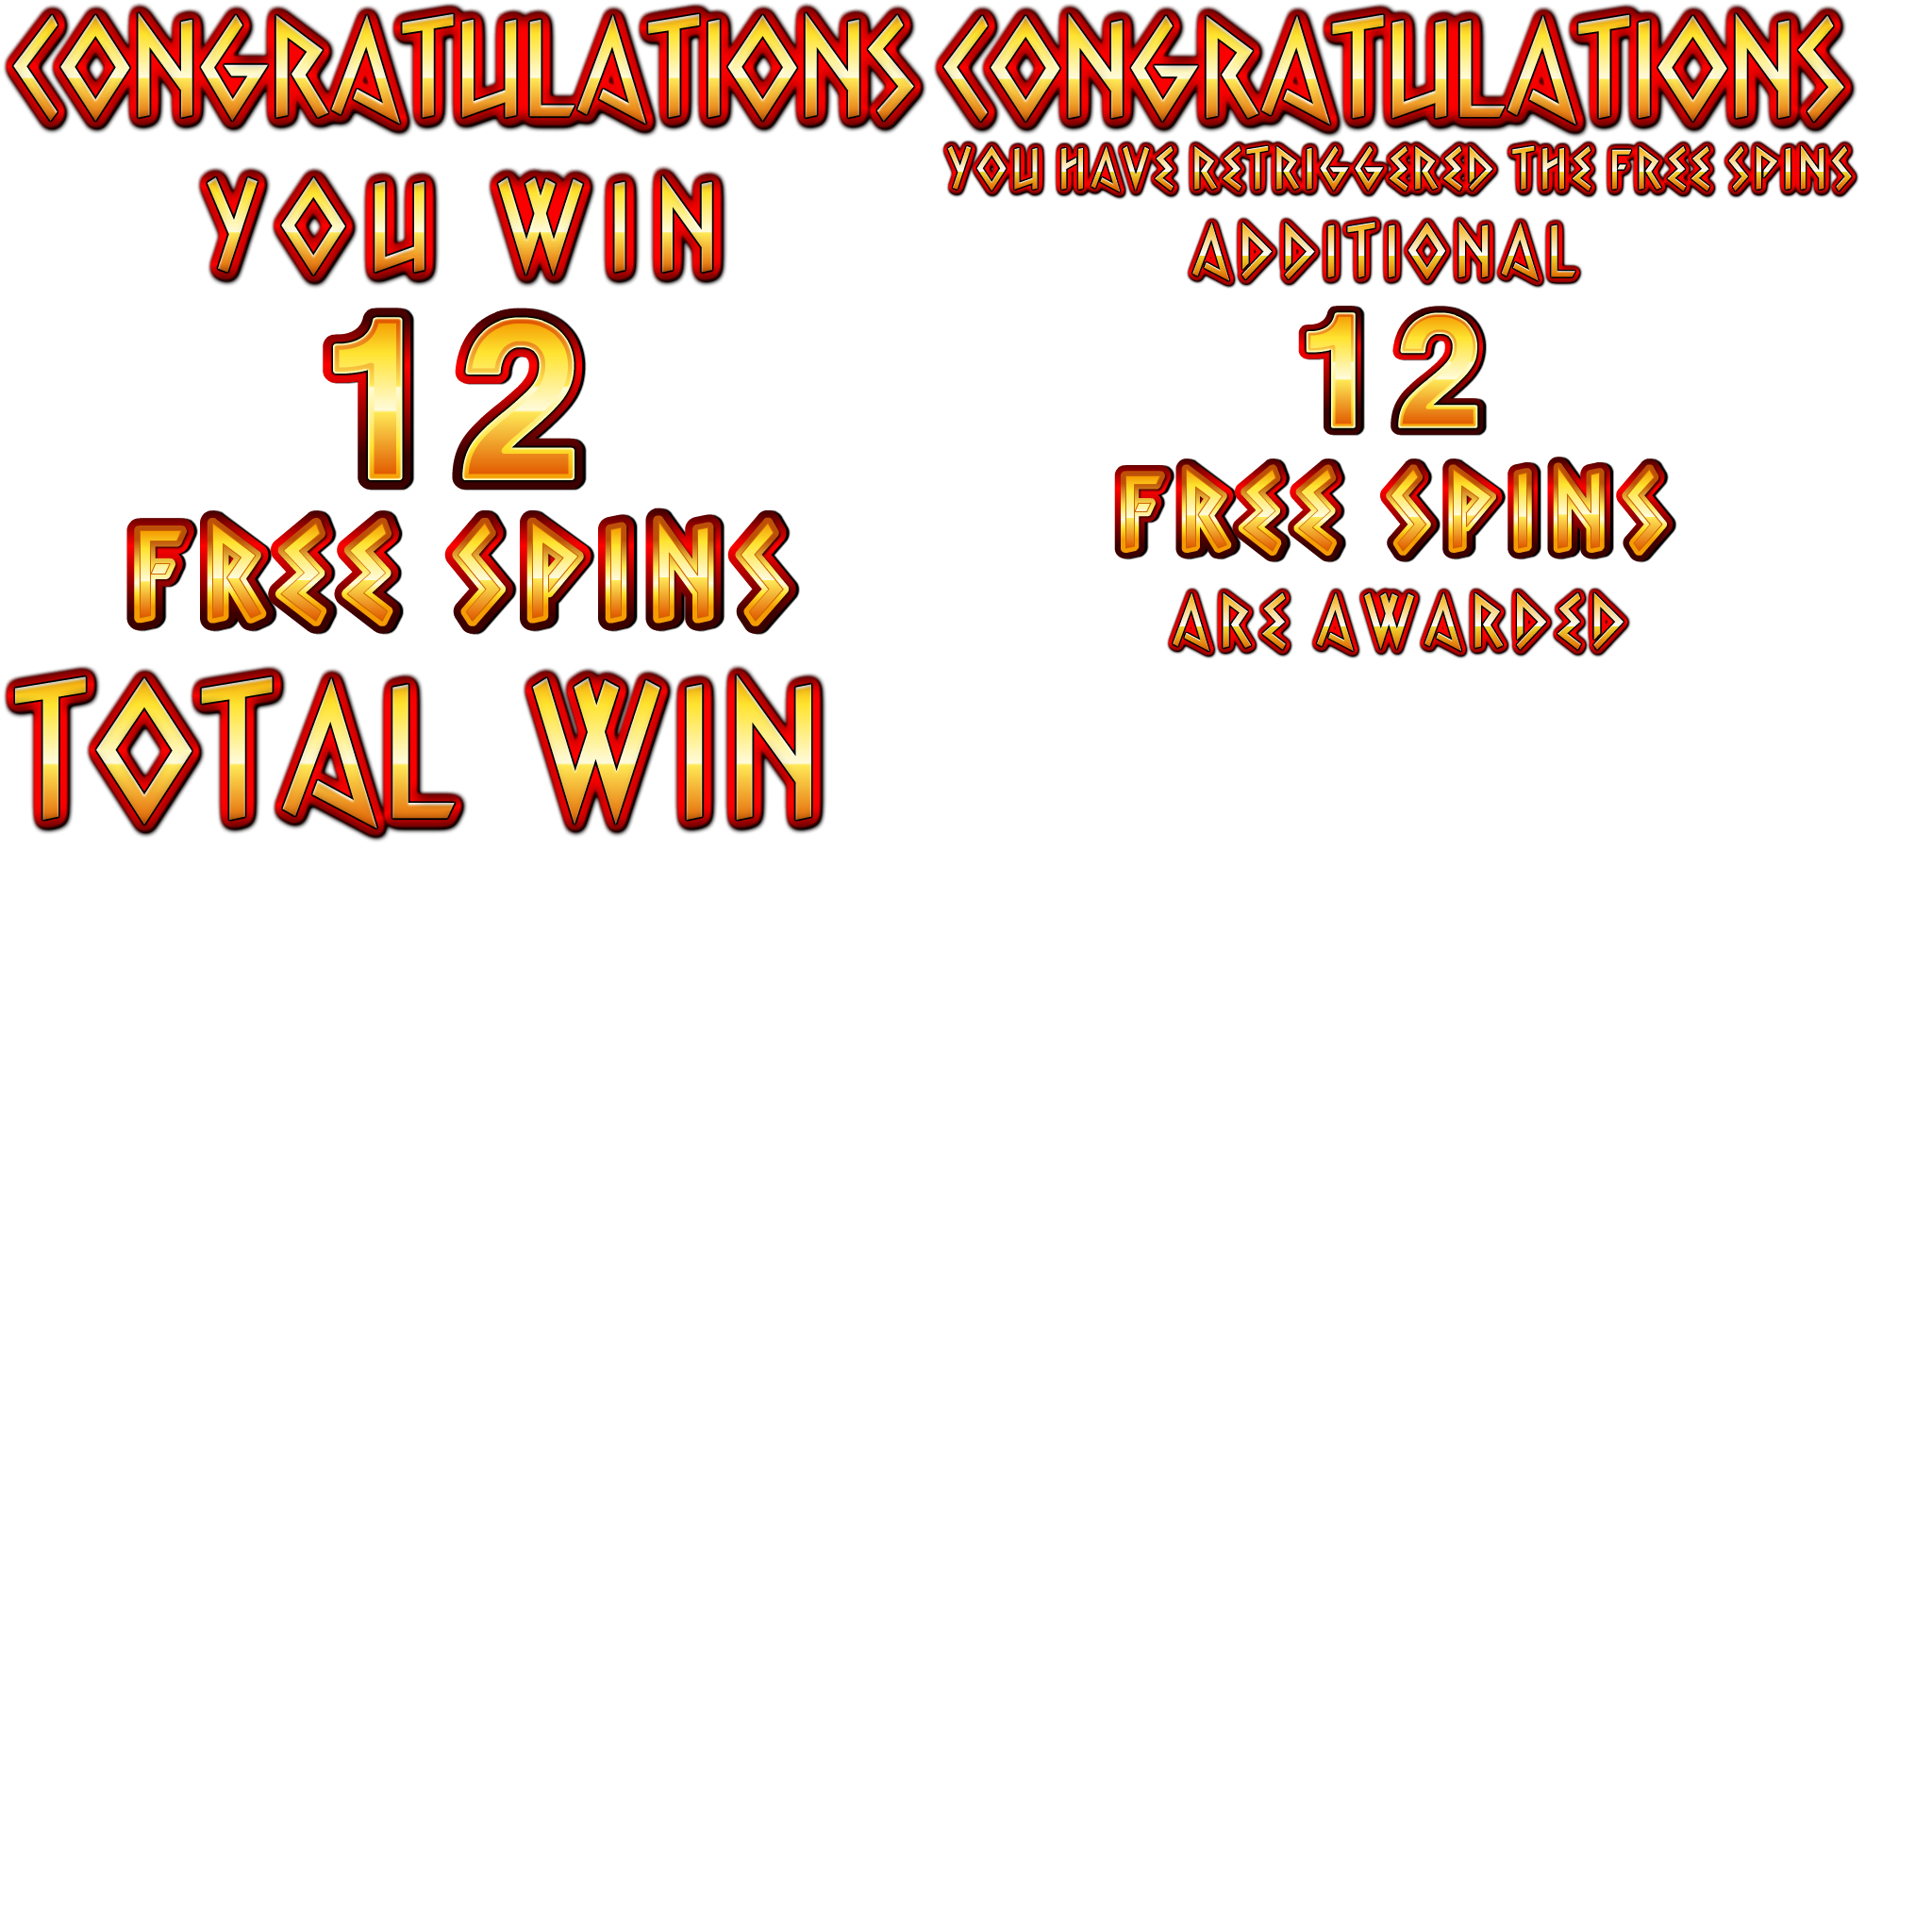 CONGRATULATIONS
YOU WIN
12
FREE SPINS
TOTAL WIN
CONGRATULATIONS
YOU HAVE RETRIGGERED THE FREE SPINS
ADDITIONAL
12
FREE SPINS
ARE AWARDED